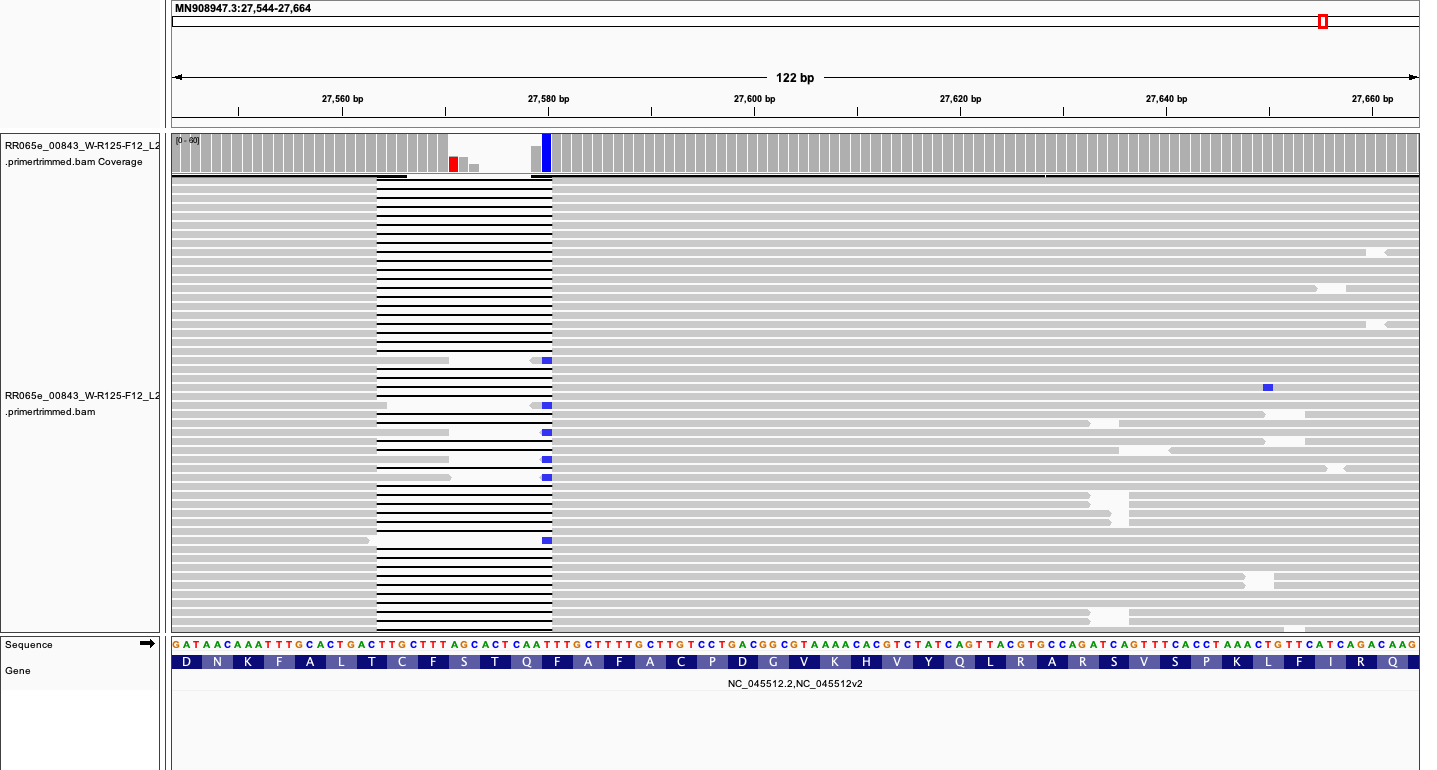 MN908947.3:27,544-27,664
122 bp
27,560 bp 27,580 bp 27,600 bp 27,620 bp 27,640 bp 27,660 bp
RR065e_00843_W-R125-F12_L2
.primertrimmed.bam Coverage
[0 - 60]
RR065e_00843_W-R125-F12_L2
.primertrimmed.bam
Sequence
GATAACAAATTTGCACTGACTTGCTTTAGCACTCAATTTGCTTTTGCTTGTCCTGACGGCGTAAAACACGTCTATCAGTTACGTGCCAGATCAGTTTCACCTAAACTGTTCATCAGACAAG
Gene
D N K F A L T C F S T Q F A F A C P D G V K H V Y Q L R A R S V S P K L F I R Q
NC_045512.2,NC_045512v2